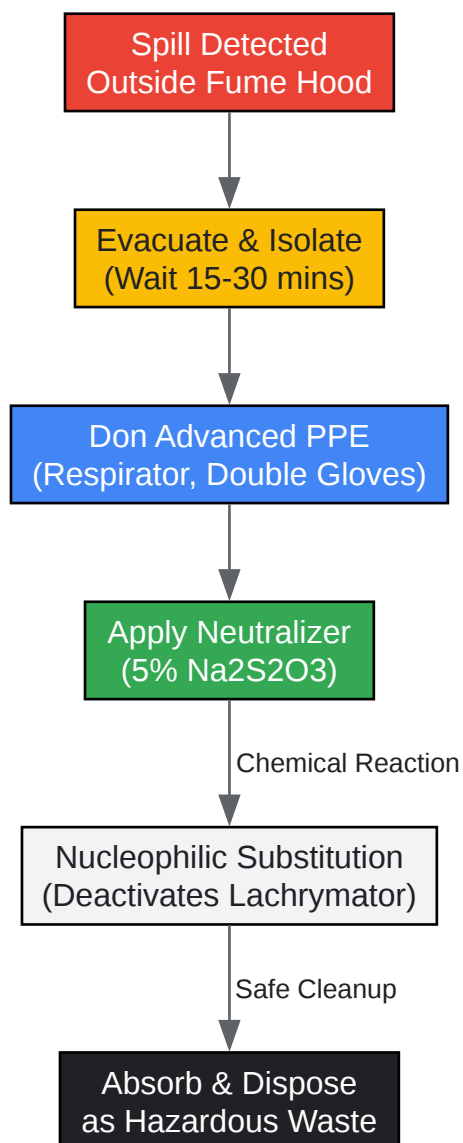 Spill Detected
Outside Fume Hood
Evacuate & Isolate
(Wait 15-30 mins)
Don Advanced PPE
(Respirator, Double Gloves)
Apply Neutralizer
(5% Na2S2O3)
Chemical Reaction
Nucleophilic Substitution
(Deactivates Lachrymator)
Safe Cleanup
Absorb & Dispose
as Hazardous Waste